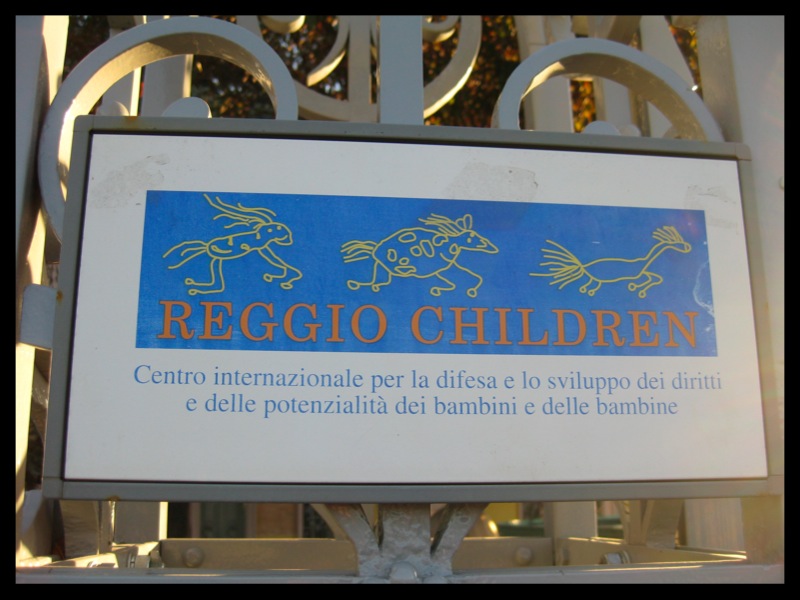 REGGIO CHILDREN
Centro internazionale per la difesa e lo sviluppo dei diritti
e delle potenzialità dei bambini e delle bambine